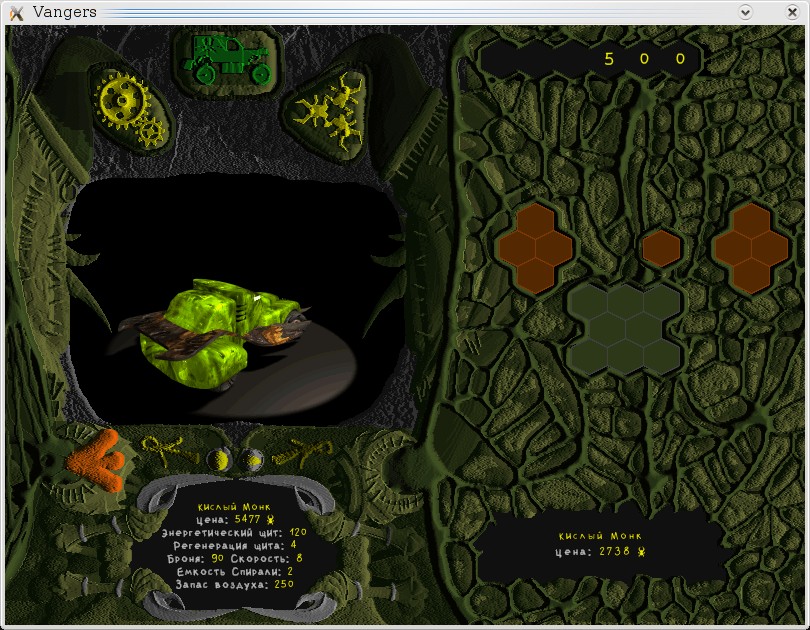 Vangers
5 0 0
Кислый Монк
цена: 5477
Энергетический щит: 120
Регенерация щита: 4
Броня: 90 Скорость: 8
Емкость Спирали: 2
Запас воздуха: 250
Кислый Монк
цена: 2738